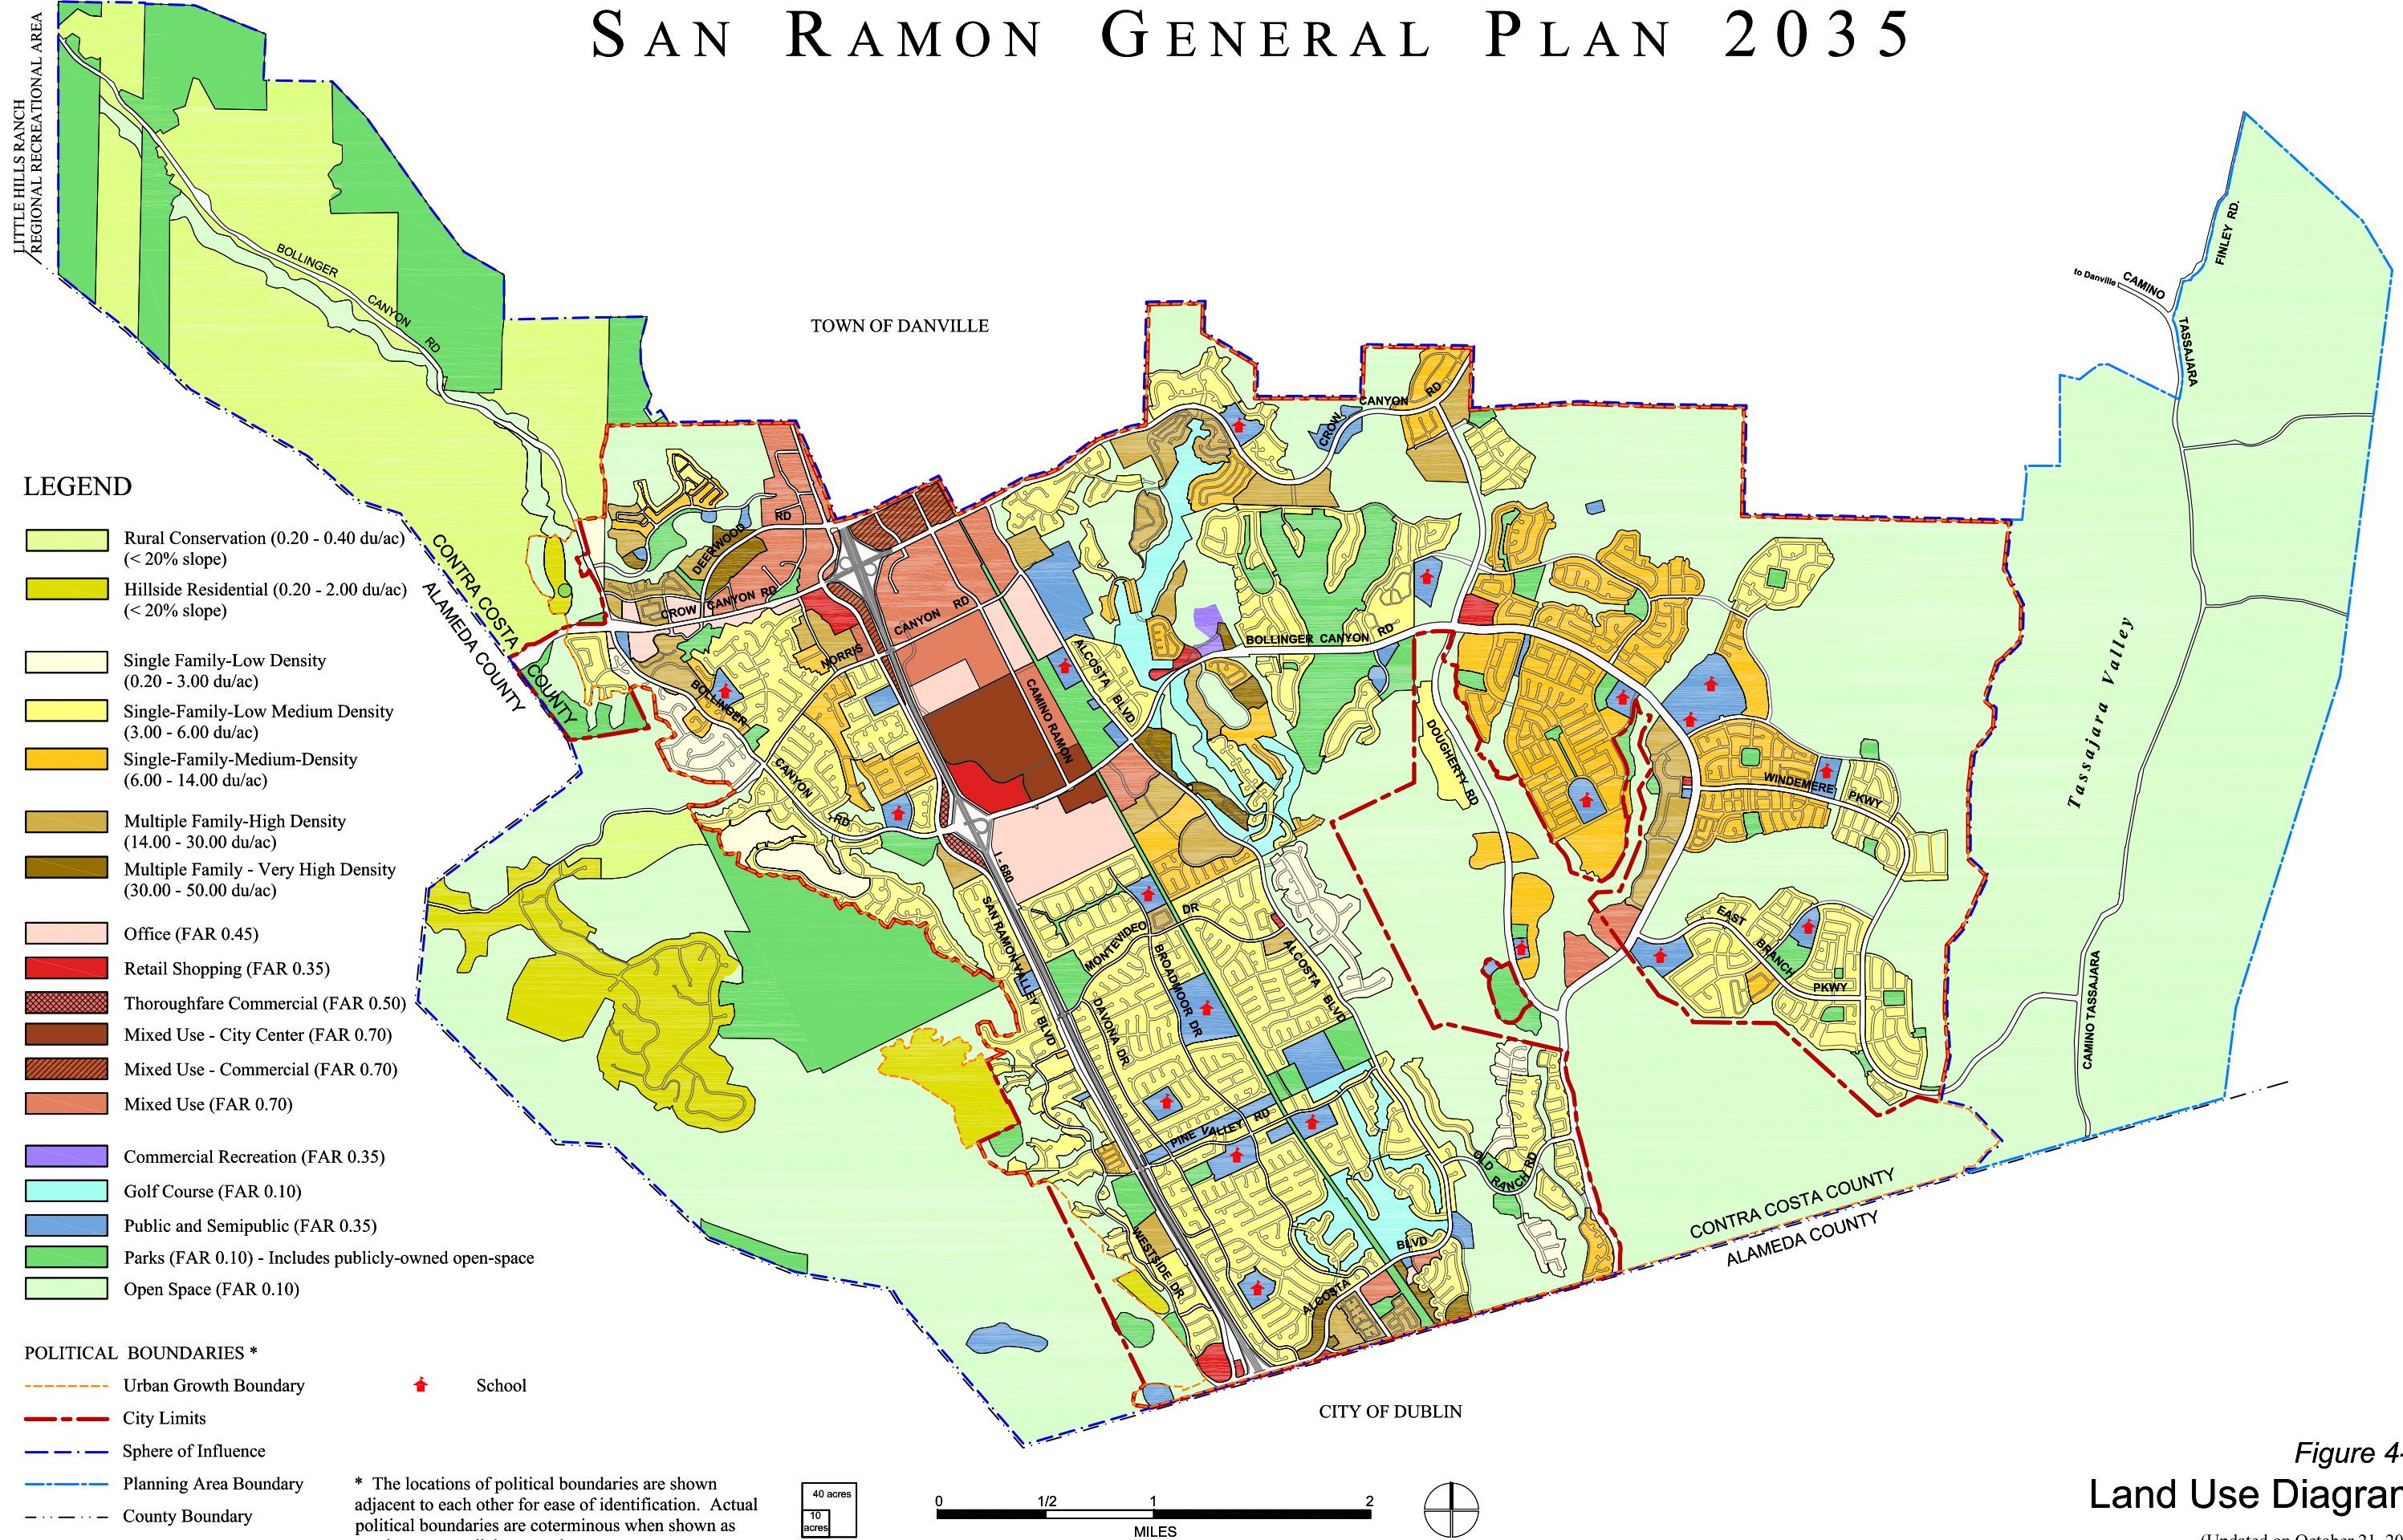 SAN RAMON GENERAL PLAN 2035
LITTLE HILLS RANCH
REGIONAL RECREATIONAL AREA
TOWN OF DANVILLE
BOLLINGER
CANYON
RD
to Danville
CAMINO
TASSAJARA
FINLEY RD.
CROW
CANYON
RD
DEERWOOD
RD
CROW CANYON RD
CANYON RD
NORRIS
BOLLINGER
CANYON
RD
CAMINO RAMON
ALCOSTA
BLVD
BOLLINGER CANYON RD
DOUGHERTY RD
WINDEMERE
PKWY
EAST
BRANCH
PKWY
Tassajara Valley
CAMINO TASSAJARA
I-680
SAN RAMON VALLEY
BLVD
MONTEVIDEO
DR
BROADMOOR DR
DAVONA DR
ALCOSTA
BLVD
PINE VALLEY RD
OLD
RANCH
RD
WESTSIDE DR
ALCOSTA
BLVD
CONTRA COSTA COUNTY
ALAMEDA COUNTY
CONTRA COSTA COUNTY
ALAMEDA COUNTY
CITY OF DUBLIN
LEGEND
Rural Conservation (0.20 - 0.40 du/ac)
(< 20% slope)
Hillside Residential (0.20 - 2.00 du/ac)
(< 20% slope)
Single Family-Low Density
(0.20 - 3.00 du/ac)
Single-Family-Low Medium Density
(3.00 - 6.00 du/ac)
Single-Family-Medium-Density
(6.00 - 14.00 du/ac)
Multiple Family-High Density
(14.00 - 30.00 du/ac)
Multiple Family - Very High Density
(30.00 - 50.00 du/ac)
Office (FAR 0.45)
Retail Shopping (FAR 0.35)
Thoroughfare Commercial (FAR 0.50)
Mixed Use - City Center (FAR 0.70)
Mixed Use - Commercial (FAR 0.70)
Mixed Use (FAR 0.70)
Commercial Recreation (FAR 0.35)
Golf Course (FAR 0.10)
Public and Semipublic (FAR 0.35)
Parks (FAR 0.10) - Includes publicly-owned open-space
Open Space (FAR 0.10)
POLITICAL BOUNDARIES *
Urban Growth Boundary
School
City Limits
Sphere of Influence
Planning Area Boundary
County Boundary
* The locations of political boundaries are shown
adjacent to each other for ease of identification. Actual
political boundaries are coterminous when shown as
40 acres
10
acres
0 1/2 1 2
MILES
Figure 4-
Land Use Diagram